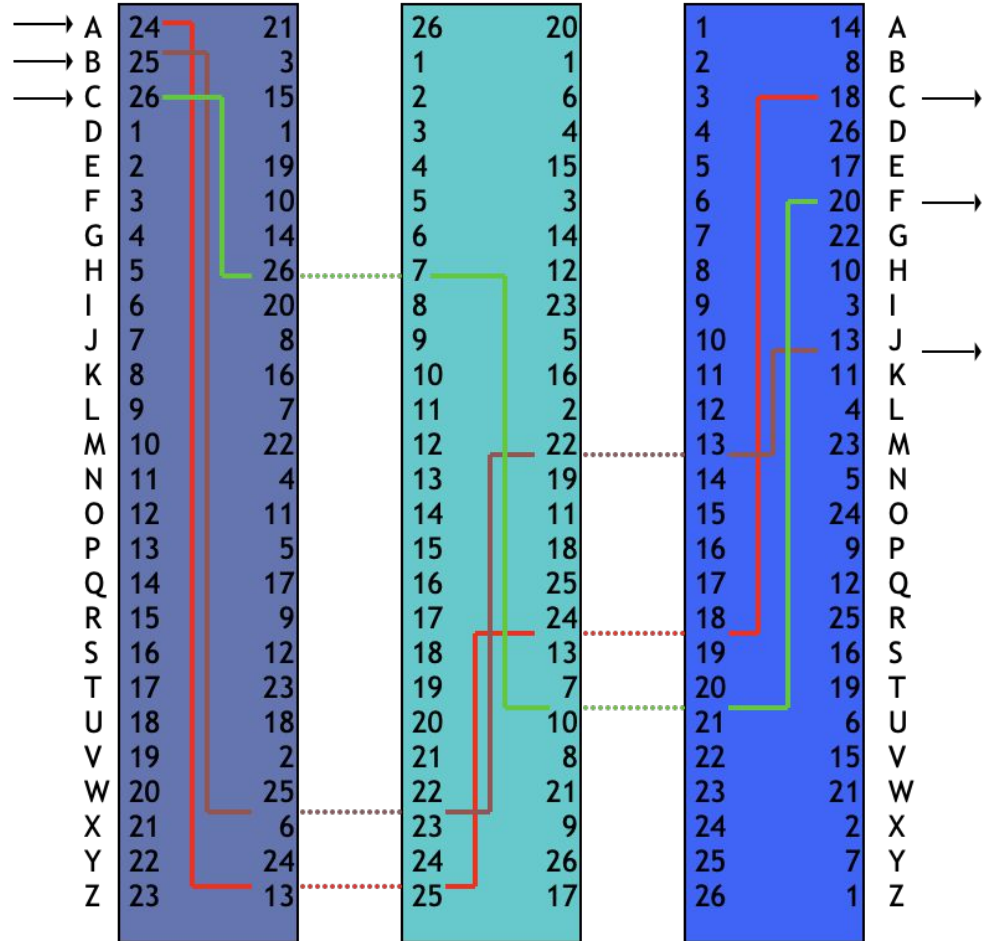 A 24 21 26 20 1 14 A
B 25 3 1 1 2 8 B
C 26 15 2 6 3 18 C
D 1 1 3 4 4 26 D
E 2 19 4 15 5 17 E
F 3 10 5 3 6 20 F
G 4 14 6 14 7 22 G
H 5 26 7 12 8 10 H
I 6 20 8 23 9 3 I
J 7 8 9 5 10 13 J
K 8 16 10 16 11 11 K
L 9 7 11 2 12 4 L
M 10 22 12 22 13 23 M
N 11 4 13 19 14 5 N
O 12 11 14 11 15 24 O
P 13 5 15 18 16 9 P
Q 14 17 16 25 17 12 Q
R 15 9 17 24 18 25 R
S 16 12 18 13 19 16 S
T 17 23 19 7 20 19 T
U 18 18 20 10 21 6 U
V 19 2 21 8 22 15 V
W 20 25 22 21 23 21 W
X 21 6 23 9 24 2 X
Y 22 24 24 26 25 7 Y
Z 23 13 25 17 26 1 Z